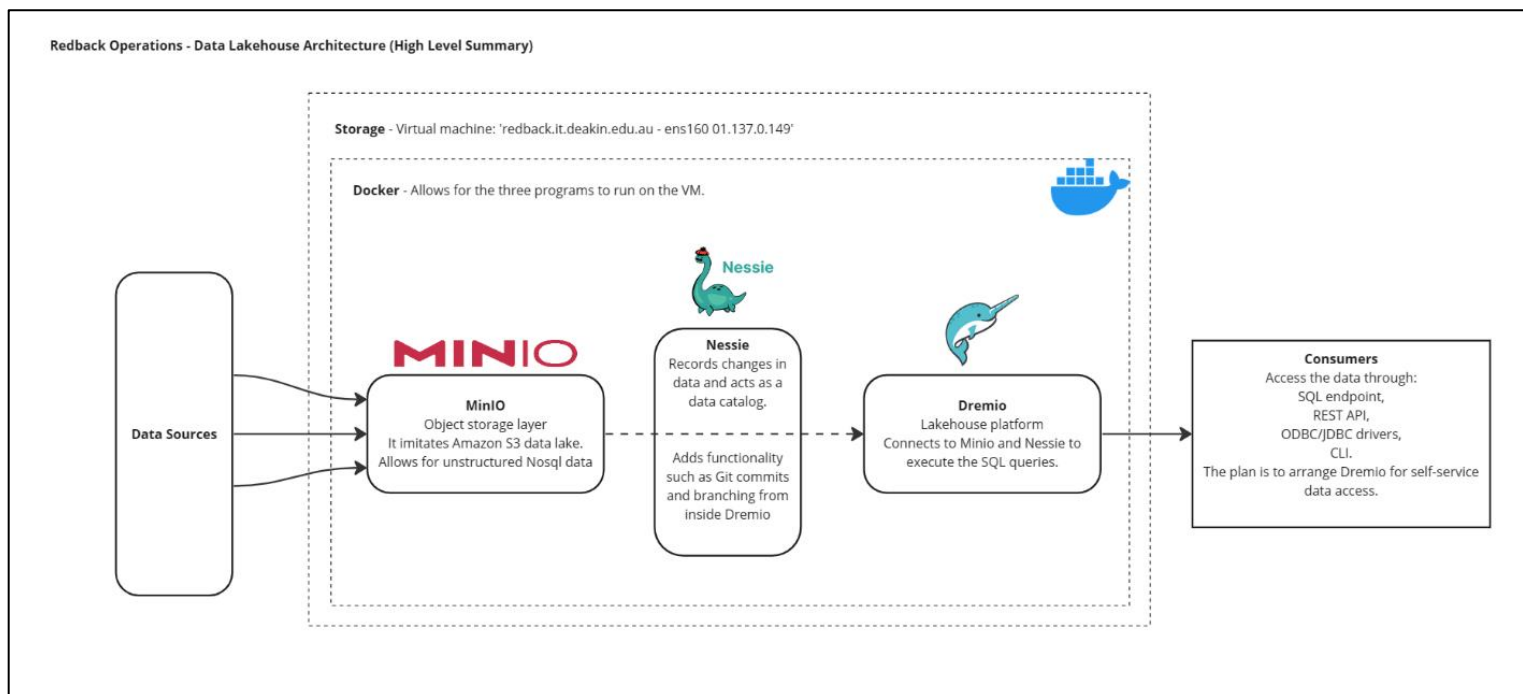 Redback Operations - Data Lakehouse Architecture (High Level Summary)
Storage - Virtual machine: 'redback.it.deakin.edu.au - ens160 01.137.0.149'
Docker - Allows for the three programs to run on the VM.
Data Sources
MINIO
MinIO
Object storage layer
It imitates Amazon S3 data lake.
Allows for unstructured Nosql data
Nessie
Nessie
Records changes in
data and acts as a
data catalog.
Adds functionality
such as Git commits
and branching from
inside Dremio
Dremio
Lakehouse platform
Connects to Minio and Nessie to
execute the SQL queries.
Consumers
Access the data through:
SQL endpoint,
REST API,
ODBC/JDBC drivers,
CLI.
The plan is to arrange Dremio for self-service
data access.